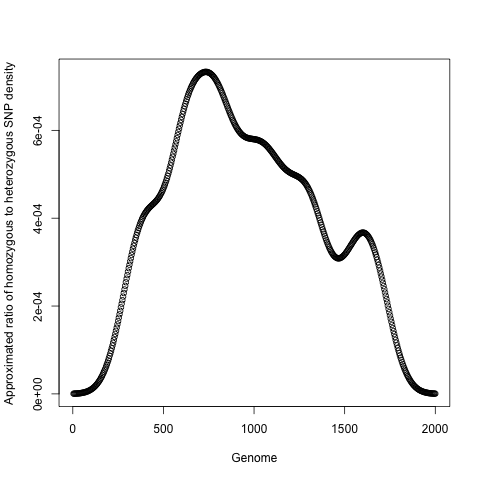 Approximated ratio of homozygous to heterozygous SNP density
6e-04
4e-04
2e-04
0e+00
0 500 1000 1500 2000
Genome